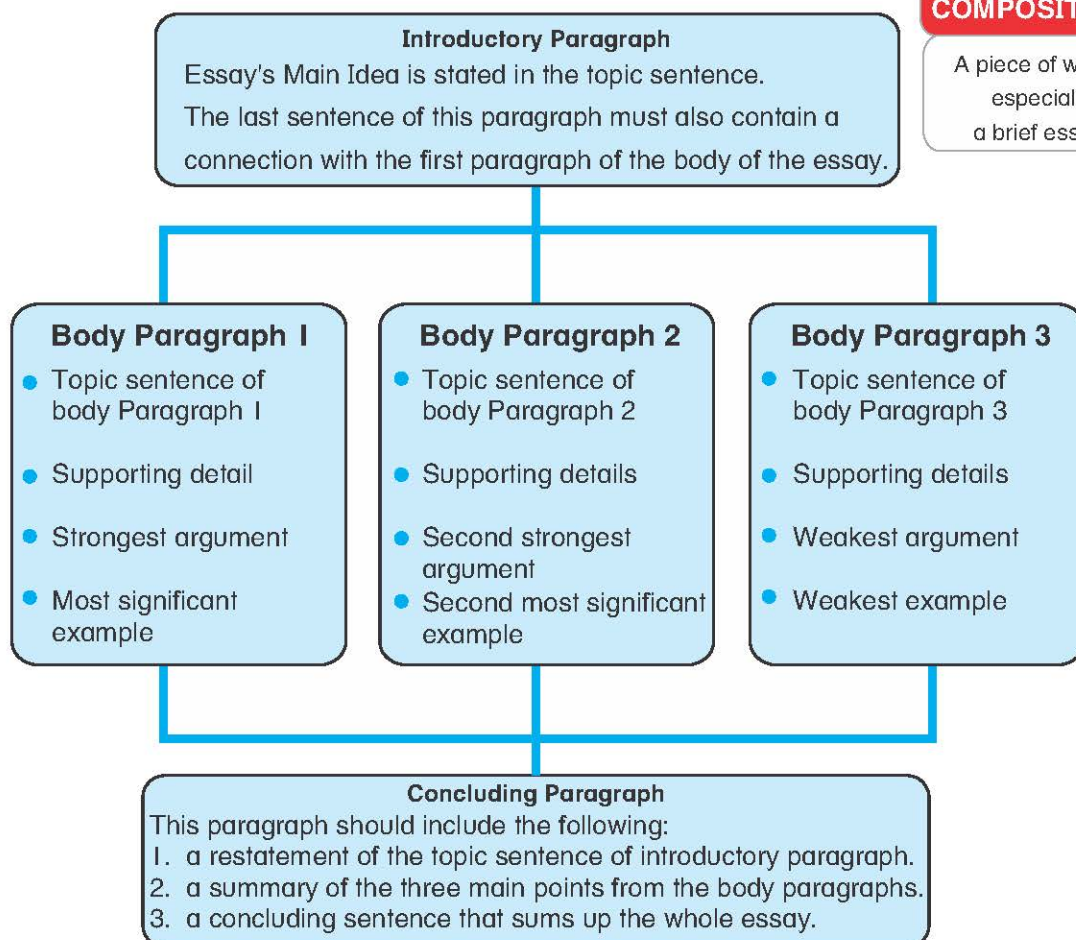 COMPOSIT
A piece of w
especial
a brief ess
Introductory Paragraph
Essay's Main Idea is stated in the topic sentence.
The last sentence of this paragraph must also contain a
connection with the first paragraph of the body of the essay.
Body Paragraph 1
• Topic sentence of
body Paragraph 1
• Supporting detail
• Strongest argument
• Most significant
example
Body Paragraph 2
• Topic sentence of
body Paragraph 2
• Supporting details
• Second strongest
argument
• Second most significant
example
Body Paragraph 3
• Topic sentence of
body Paragraph 3
• Supporting details
• Weakest argument
• Weakest example
Concluding Paragraph
This paragraph should include the following:
1. a restatement of the topic sentence of introductory paragraph.
2. a summary of the three main points from the body paragraphs.
3. a concluding sentence that sums up the whole essay.